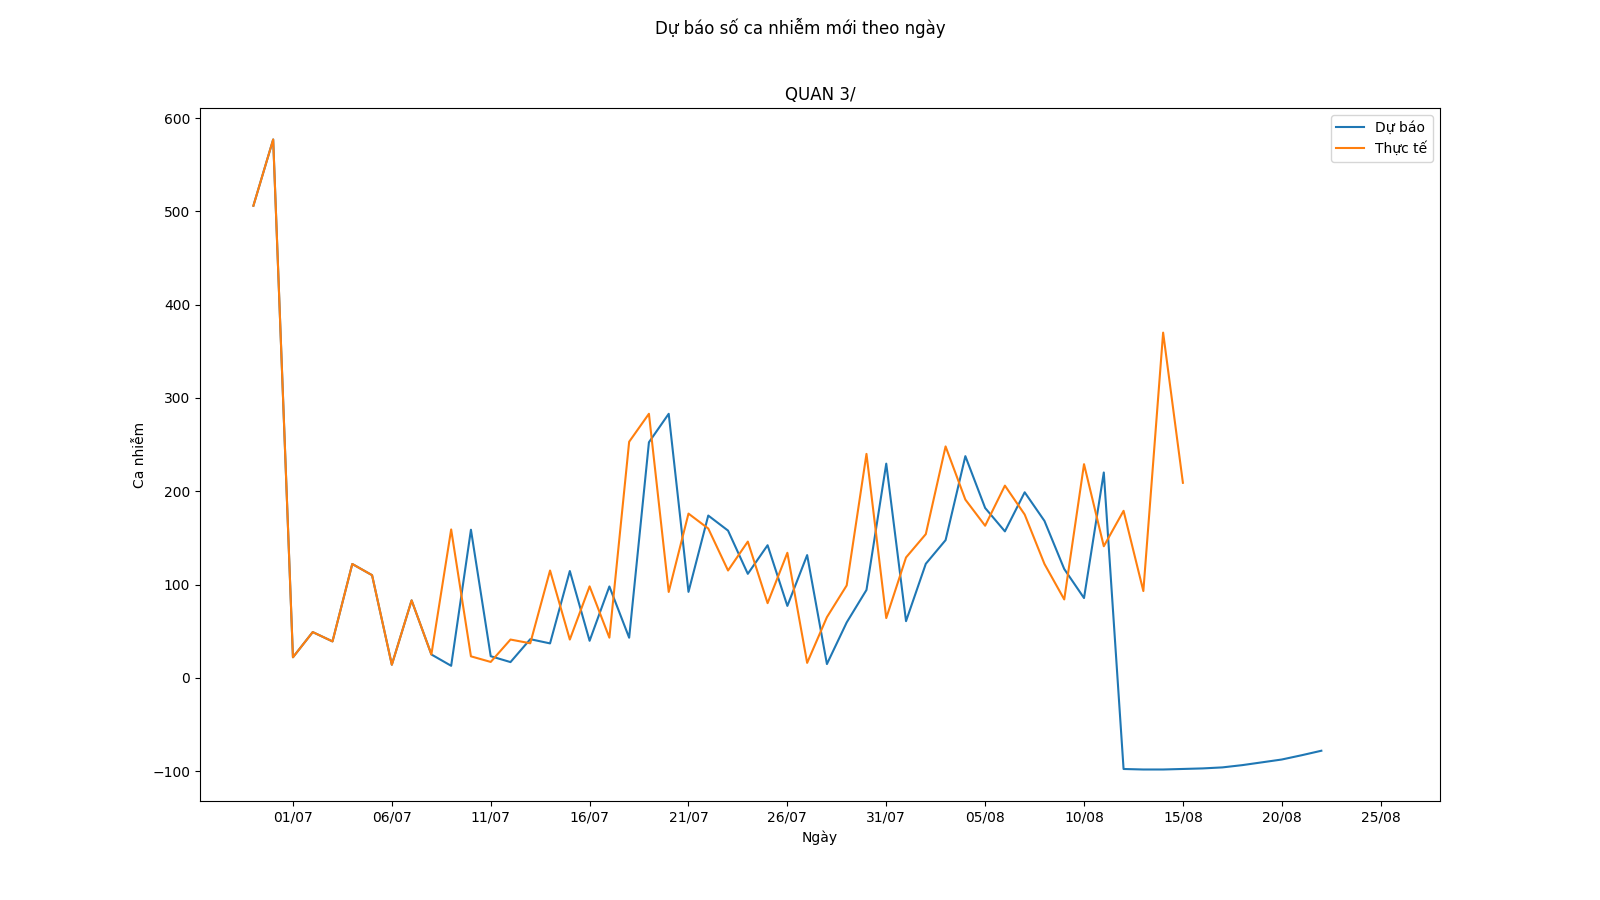 Dự báo số ca nhiễm mới theo ngày
QUAN 3/
Dự báo
Thực tế
600
500
400
300
200
100
0
−100
Ca nhiễm
01/07 06/07 11/07 16/07 21/07 26/07 31/07 05/08 10/08 15/08 20/08 25/08
Ngày